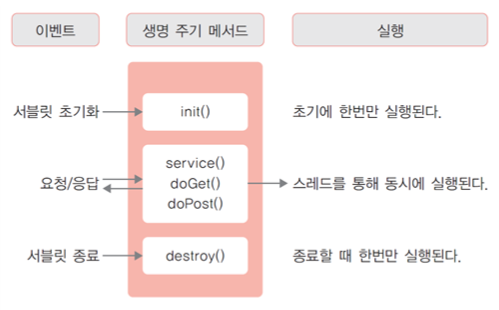 이벤트 생명 주기 메서드 실행
서블릿 초기화 init() 초기에 한번만 실행된다.
service()
요청/응답 doGet() 스레드를 통해 동시에 실행된다.
doPost()
서블릿 종료 destroy() 종료할 때 한번만 실행된다.